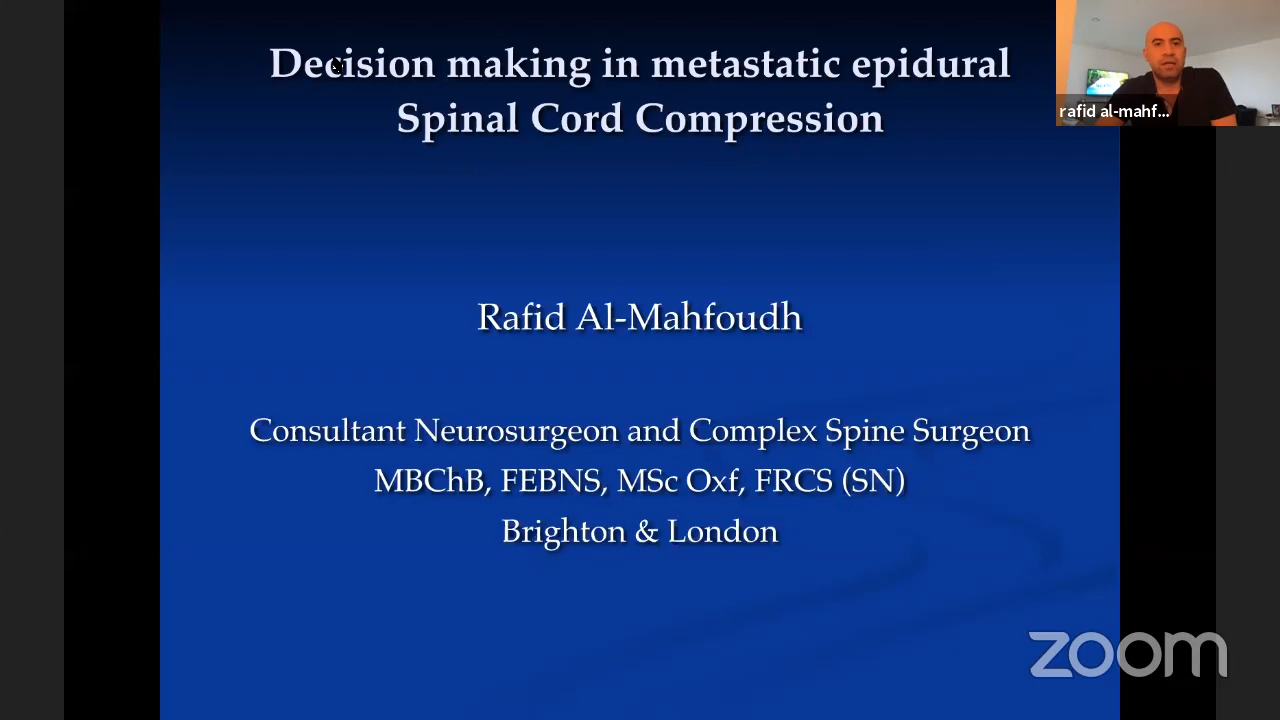 Decision making in metastatic epidural
Spinal Cord Compression
rafid al-mahf...
Rafid Al-Mahfoudh
Consultant Neurosurgeon and Complex Spine Surgeon
MBChB, FEBNS, MSc Oxf, FRCS (SN)
Brighton & London
zoom